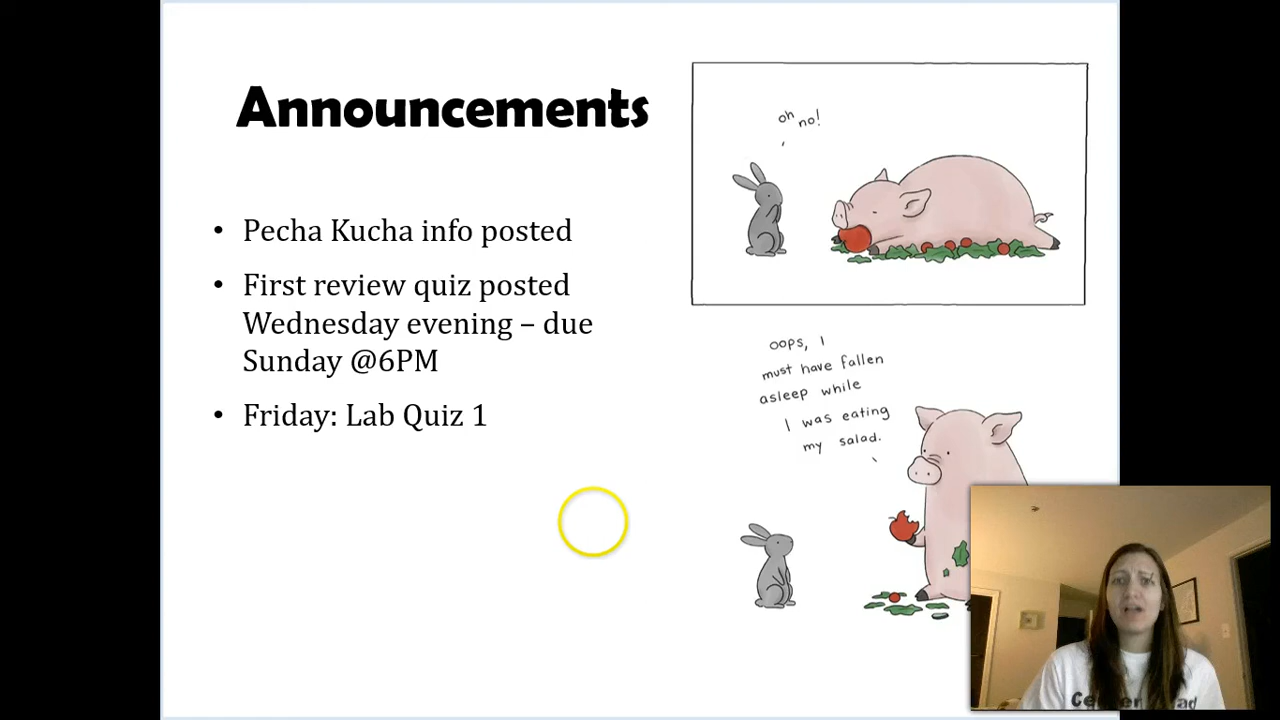 Announcements
• Pecha Kucha info posted
• First review quiz posted
Wednesday evening – due
Sunday @6PM
• Friday: Lab Quiz 1
oh
no!
oops, I
must have fallen
asleep while
I was eating
my salad.